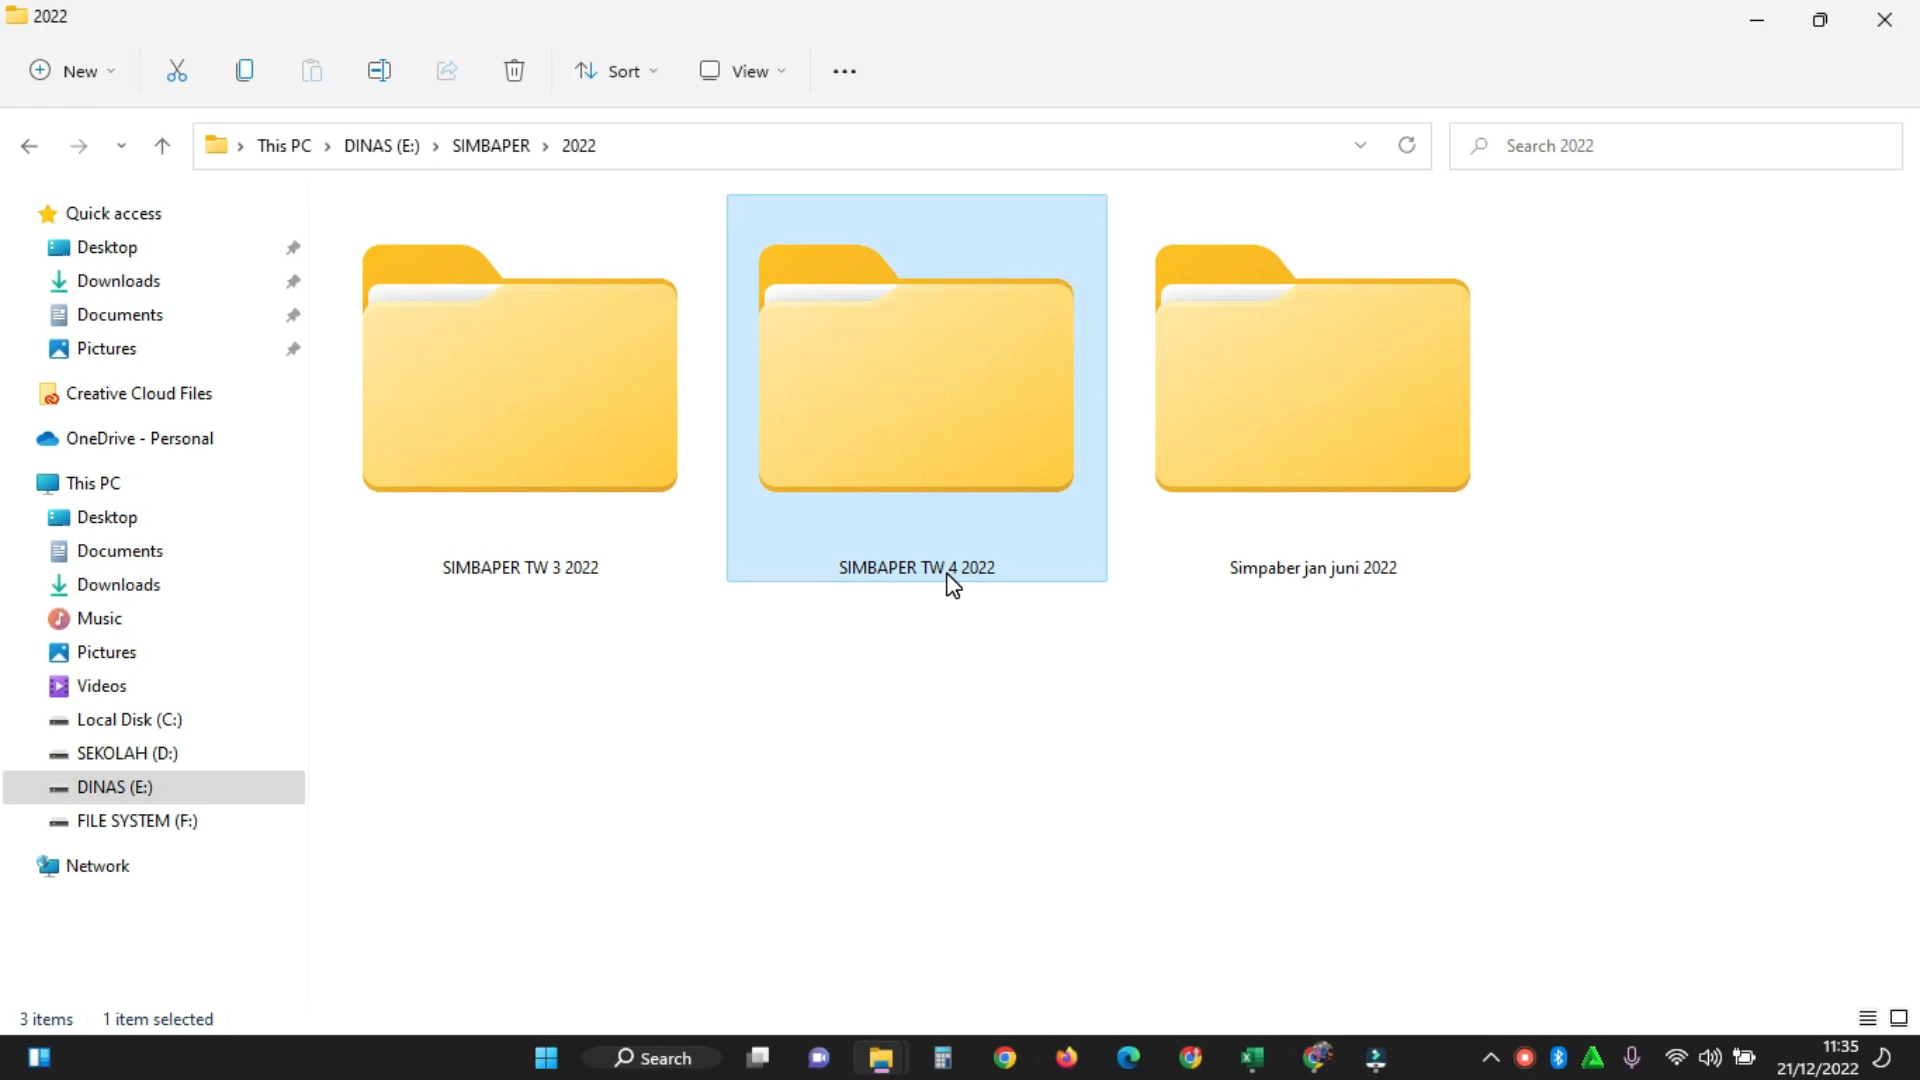 2022
New
Sort
View
This PC
DINAS (E:)
SIMBAPER
2022
Search 2022
Quick access
Desktop
Downloads
Documents
Pictures
Creative Cloud Files
OneDrive - Personal
This PC
Desktop
Documents
Downloads
Music
Pictures
Videos
Local Disk (C:)
SEKOLAH (D:)
DINAS (E:)
FILE SYSTEM (F:)
Network
SIMBAPER TW 3 2022
SIMBAPER TW 4 2022
Simpaber jan juni 2022
3 items
1 item selected
Search
11:35
21/12/2022